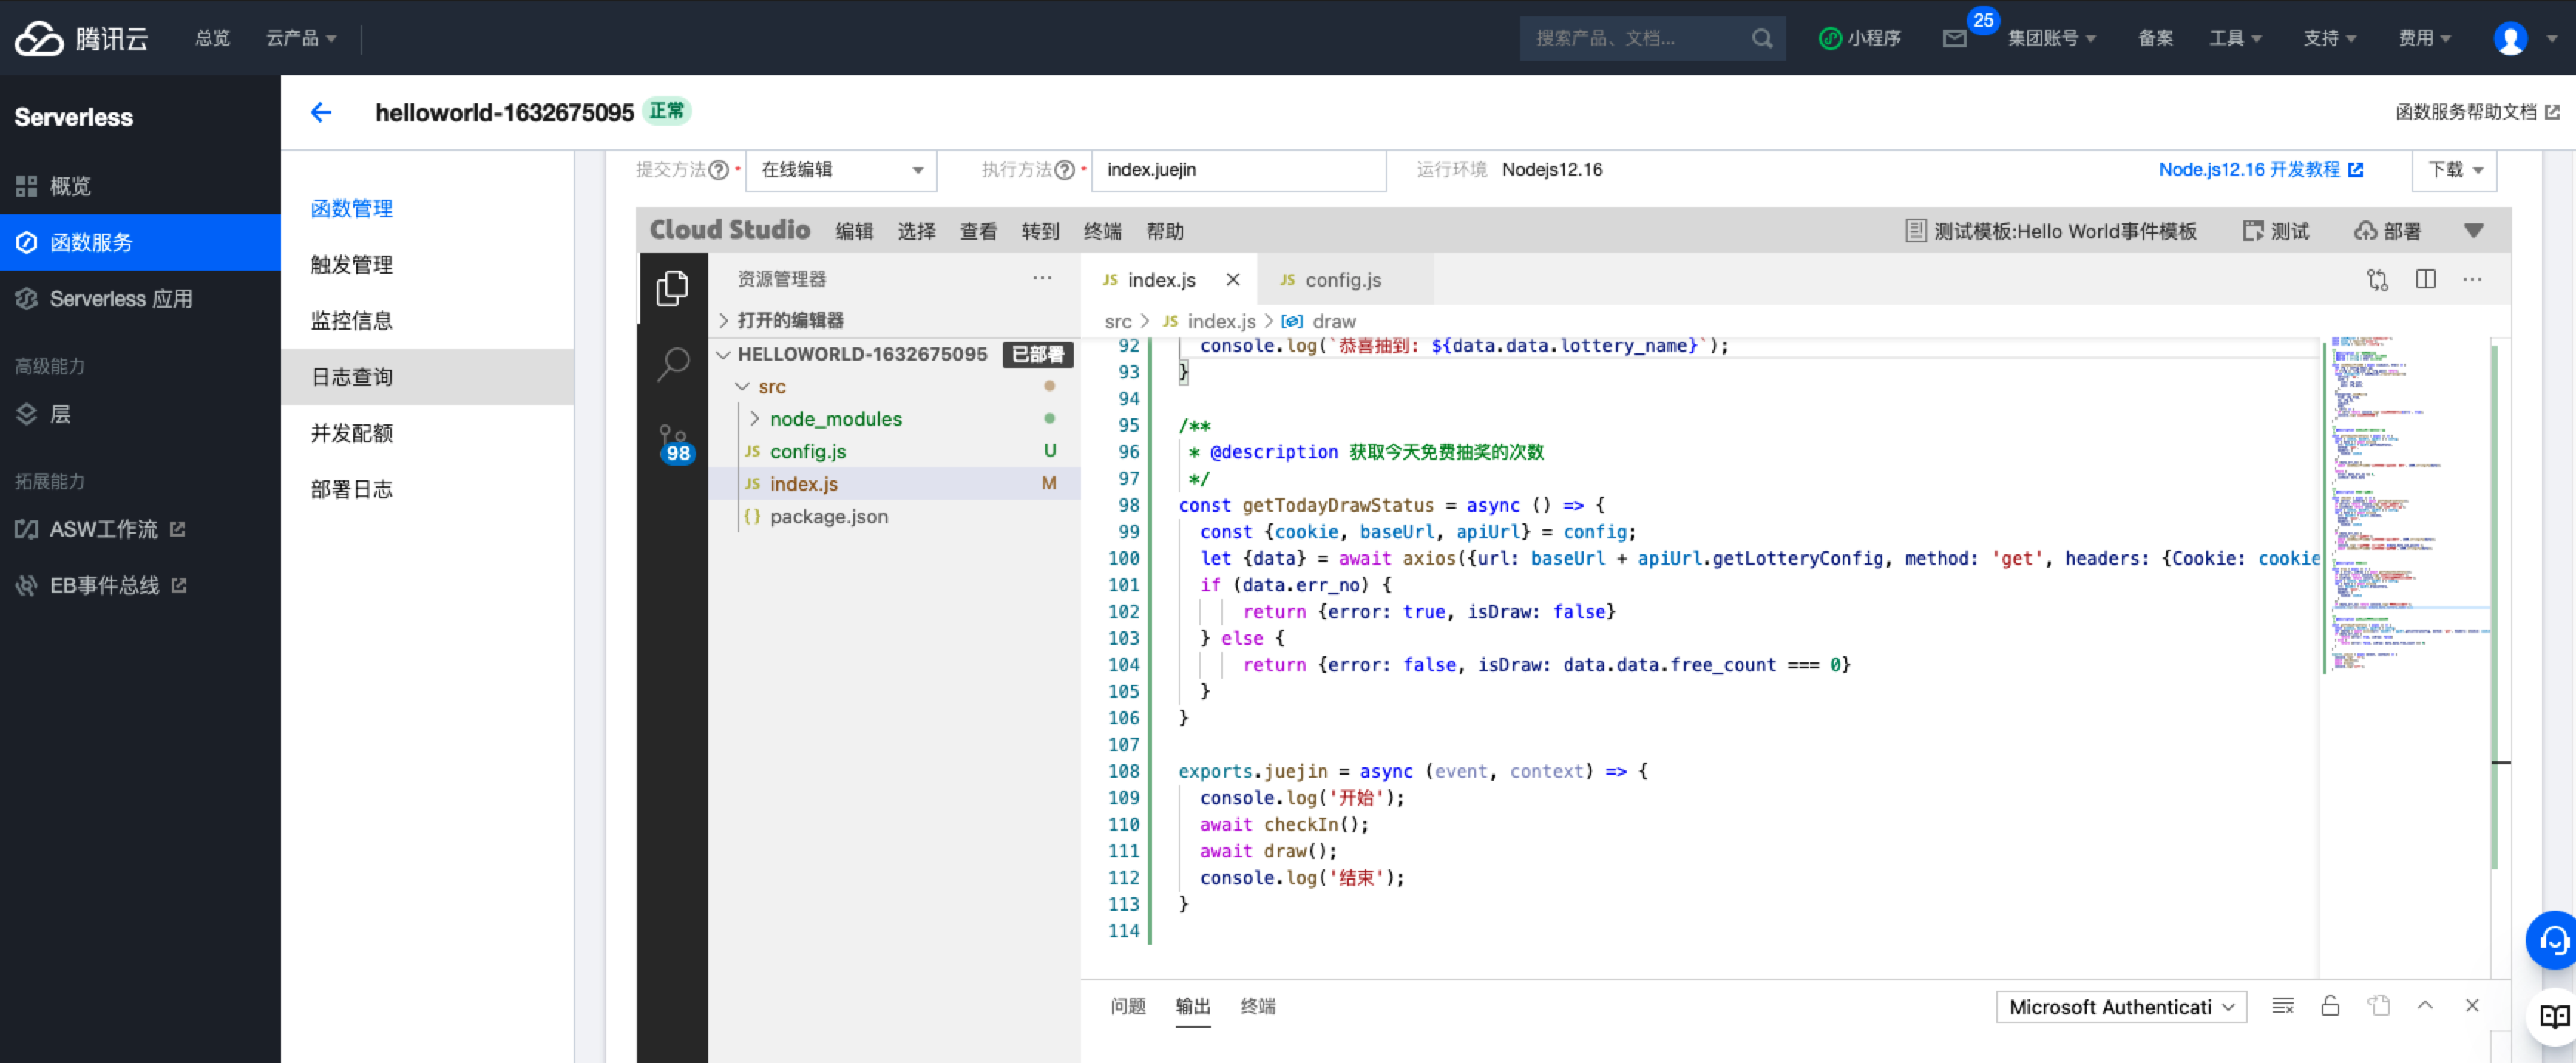 腾讯云 总览 云产品 搜索产品、文档... 小程序 25 集团账号 备案 工具 支持 费用
Serverless
概览
函数服务
Serverless 应用
高级能力
层
拓展能力
ASW工作流
EB事件总线
helloworld-1632675095 正常 函数服务帮助文档
函数管理
触发管理
监控信息
日志查询
并发配额
部署日志
提交方法 * 在线编辑 执行方法 * index.juejin 运行环境 Nodejs12.16 Node.js12.16 开发教程 下载
Cloud Studio 编辑 选择 查看 转到 终端 帮助 测试模板:Hello World事件模板 测试 部署
资源管理器 ...
打开的编辑器
HELLOWORLD-1632675095 已部署
src
node_modules
JS config.js U
JS index.js M
{} package.json
98
JS index.js JS config.js
src > JS index.js > draw
92 console.log(`恭喜抽到: ${data.data.lottery_name}`);
93 }
94
95 /**
96 * @description 获取今天免费抽奖的次数
97 */
98 const getTodayDrawStatus = async () => {
99 const {cookie, baseUrl, apiUrl} = config;
100 let {data} = await axios({url: baseUrl + apiUrl.getLotteryConfig, method: 'get', headers: {Cookie: cookie
101 if (data.err_no) {
102 return {error: true, isDraw: false}
103 } else {
104 return {error: false, isDraw: data.data.free_count === 0}
105 }
106 }
107
108 exports.juejin = async (event, context) => {
109 console.log('开始');
110 await checkIn();
111 await draw();
112 console.log('结束');
113 }
114
问题 输出 终端 Microsoft Authenticati